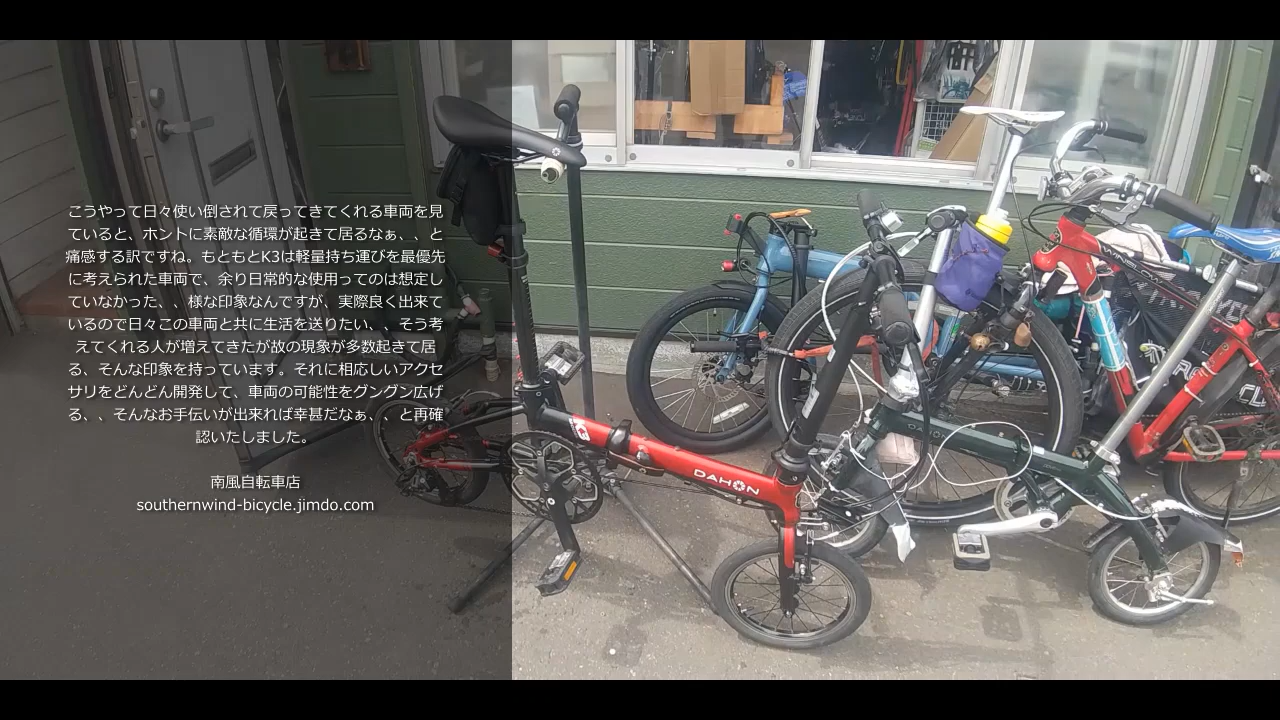 こうやって日々使い倒されて戻ってきてくれる車両を見
ていると、ホントに素敵な循環が起きて居るなぁ、、と
痛感する訳ですね。もともとK3は軽量持ち運びを最優先
に考えられた車両で、余り日常的な使用ってのは想定し
ていなかった、、様な印象なんですが、実際良く出来て
いるので日々この車両と共に生活を送りたい、、そう考
えてくれる人が増えてきたが故の現象が多数起きて居
る、そんな印象を持っています。それに相応しいアクセ
サリをどんどん開発して、車両の可能性をグングン広げ
る、、そんなお手伝いが出来れば幸甚だなぁ、、と再確
認いたしました。
南風自転車店
southernwind-bicycle.jimdo.com
K3
DAHON
DAHON